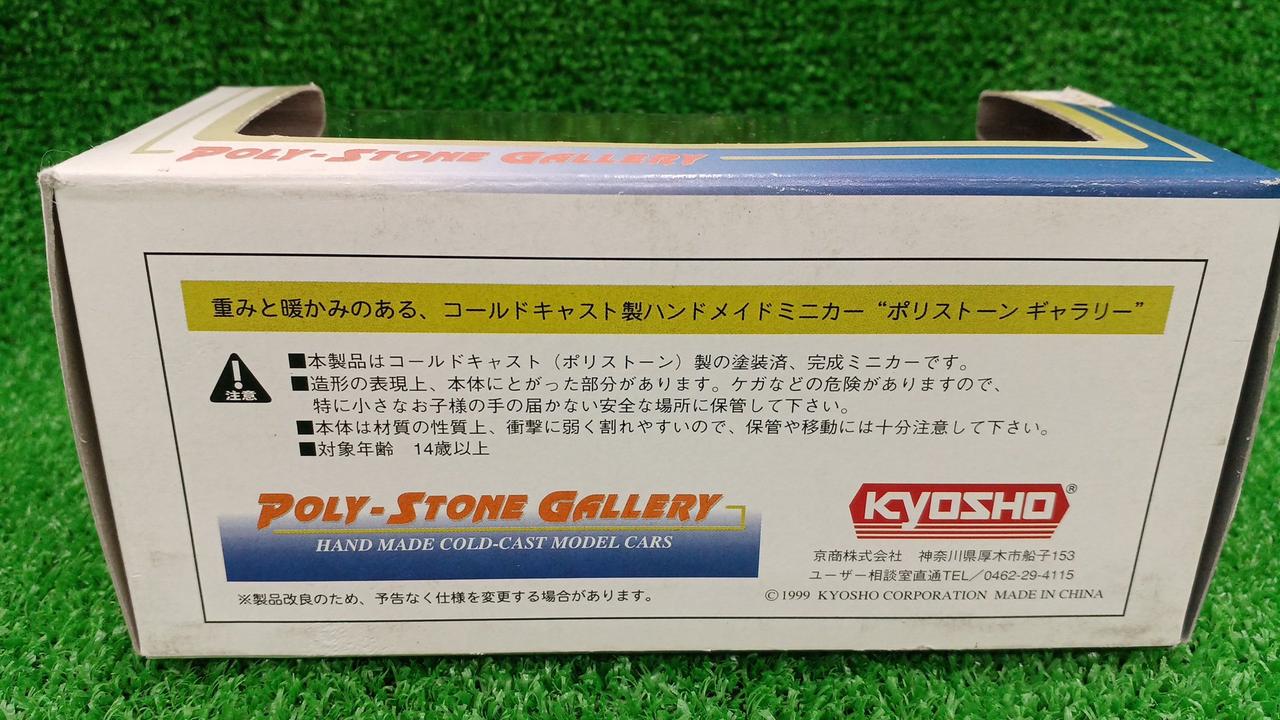 POLY-STONE GALLERY
重みと暖かみのある、コールドキャスト製ハンドメイドミニカー“ポリストーン ギャラリー”
注意
■本製品はコールドキャスト（ポリストーン）製の塗装済、完成ミニカーです。
■造形の表現上、本体にとがった部分があります。ケガなどの危険がありますので、
特に小さなお子様の手の届かない安全な場所に保管して下さい。
■本体は材質の性質上、衝撃に弱く割れやすいので、保管や移動には十分注意して下さい。
■対象年齢　14歳以上
POLY-STONE GALLERY
HAND MADE COLD-CAST MODEL CARS
※製品改良のため、予告なく仕様を変更する場合があります。
KYOSHO®
京商株式会社　神奈川県厚木市船子153
ユーザー相談室直通TEL／0462-29-4115
©1999 KYOSHO CORPORATION MADE IN CHINA